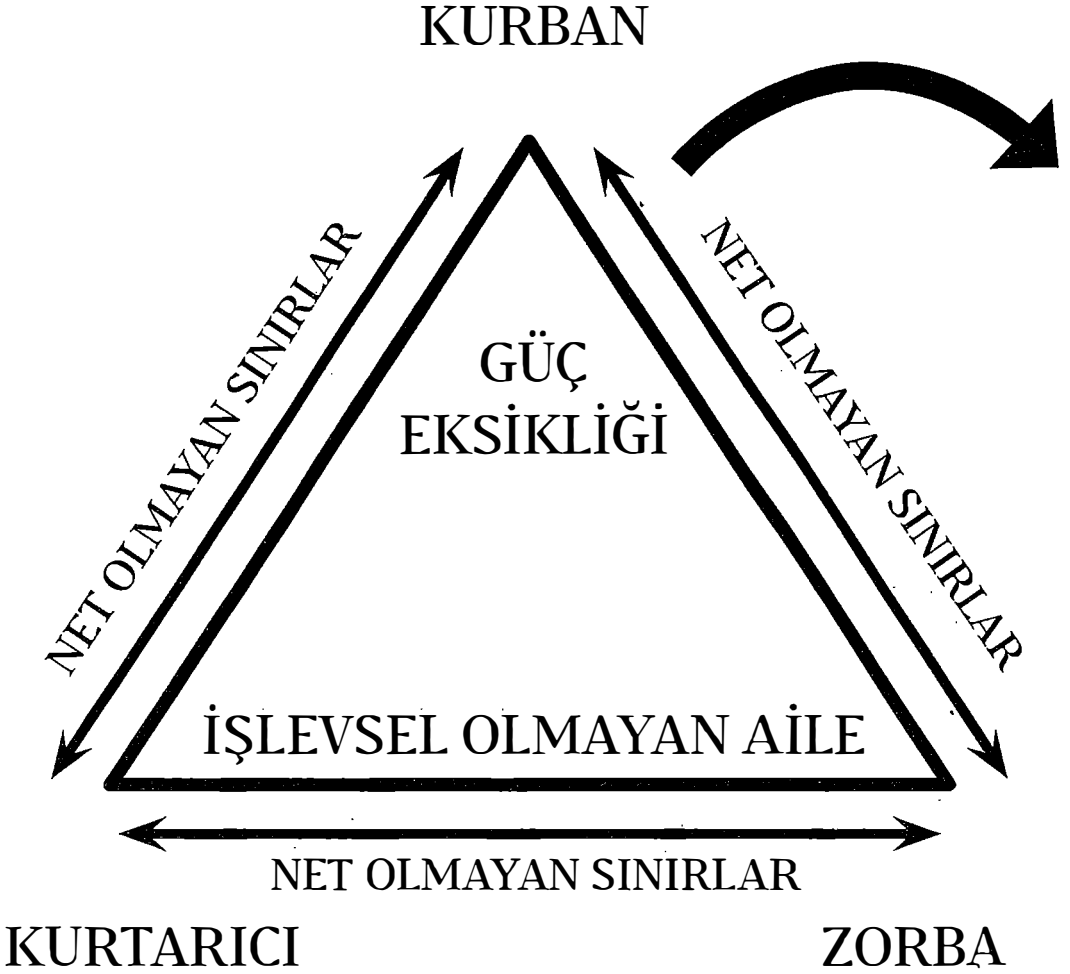 KURBAN
NET OLMAYAN SINIRLAR
NET OLMAYAN SINIRLAR
GÜÇ
EKSİKLİĞİ
İŞLEVSEL OLMAYAN AİLE
NET OLMAYAN SINIRLAR
KURTARICI
ZORBA